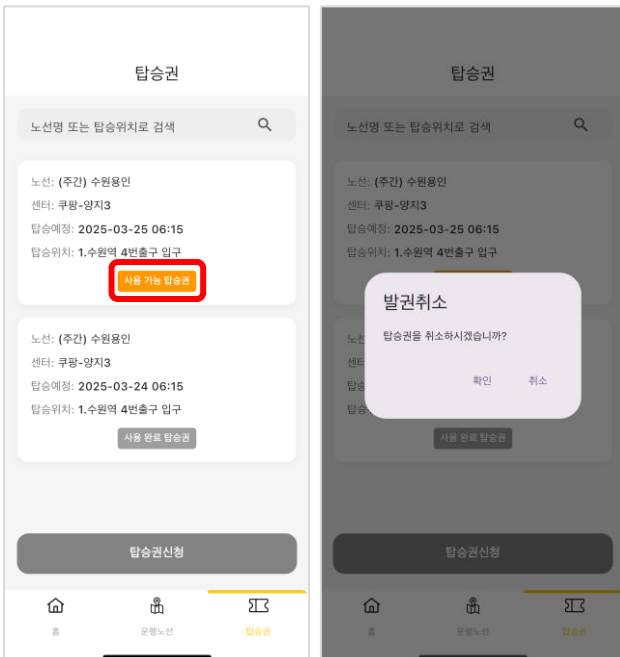 탑승권
노선명 또는 탑승위치로 검색
노선: (주간) 수원용인
센터: 쿠팡-양지3
탑승예정: 2025-03-25 06:15
탑승위치: 1.수원역 4번출구 입구
사용 가능 탑승권
노선: (주간) 수원용인
센터: 쿠팡-양지3
탑승예정: 2025-03-24 06:15
탑승위치: 1.수원역 4번출구 입구
사용 완료 탑승권
탑승권신청
홈
운행노선
탑승권
탑승권
노선명 또는 탑승위치로 검색
노선: (주간) 수원용인
센터: 쿠팡-양지3
탑승예정: 2025-03-25 06:15
탑승위치: 1.수원역 4번출구 입구
발권취소
탑승권을 취소하시겠습니까?
확인 취소
노선
센터
탑승
탑승
사용 완료 탑승권
탑승권신청
홈
운행노선
탑승권